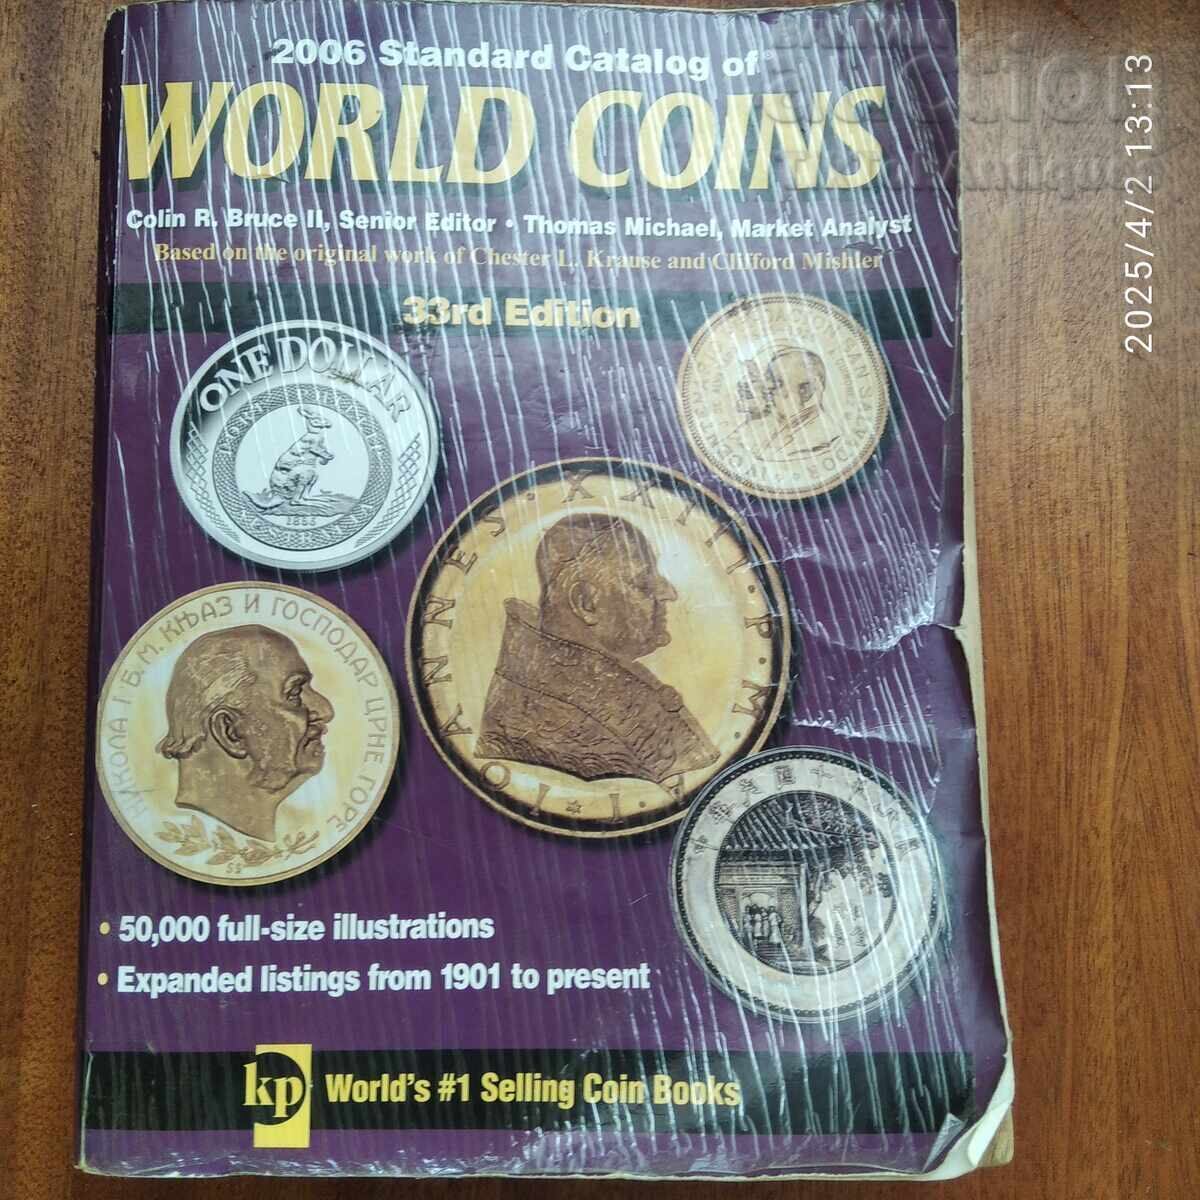 2006 Standard Catalog of®
WORLD COINS
Colin R. Bruce II, Senior Editor • Thomas Michael, Market Analyst
Based on the original work of Chester L. Krause and Clifford Mishler
33rd Edition
ONE DOLLAR
НИКОЛА I Б.М. КЊАЗ И ГОСПОДАР ЦРНЕ ГОРЕ
IOANNES·XXIII·P·M·A·I·
• 50,000 full-size illustrations
• Expanded listings from 1901 to present
kp World's #1 Selling Coin Books
2025/4/2 13:13
auction